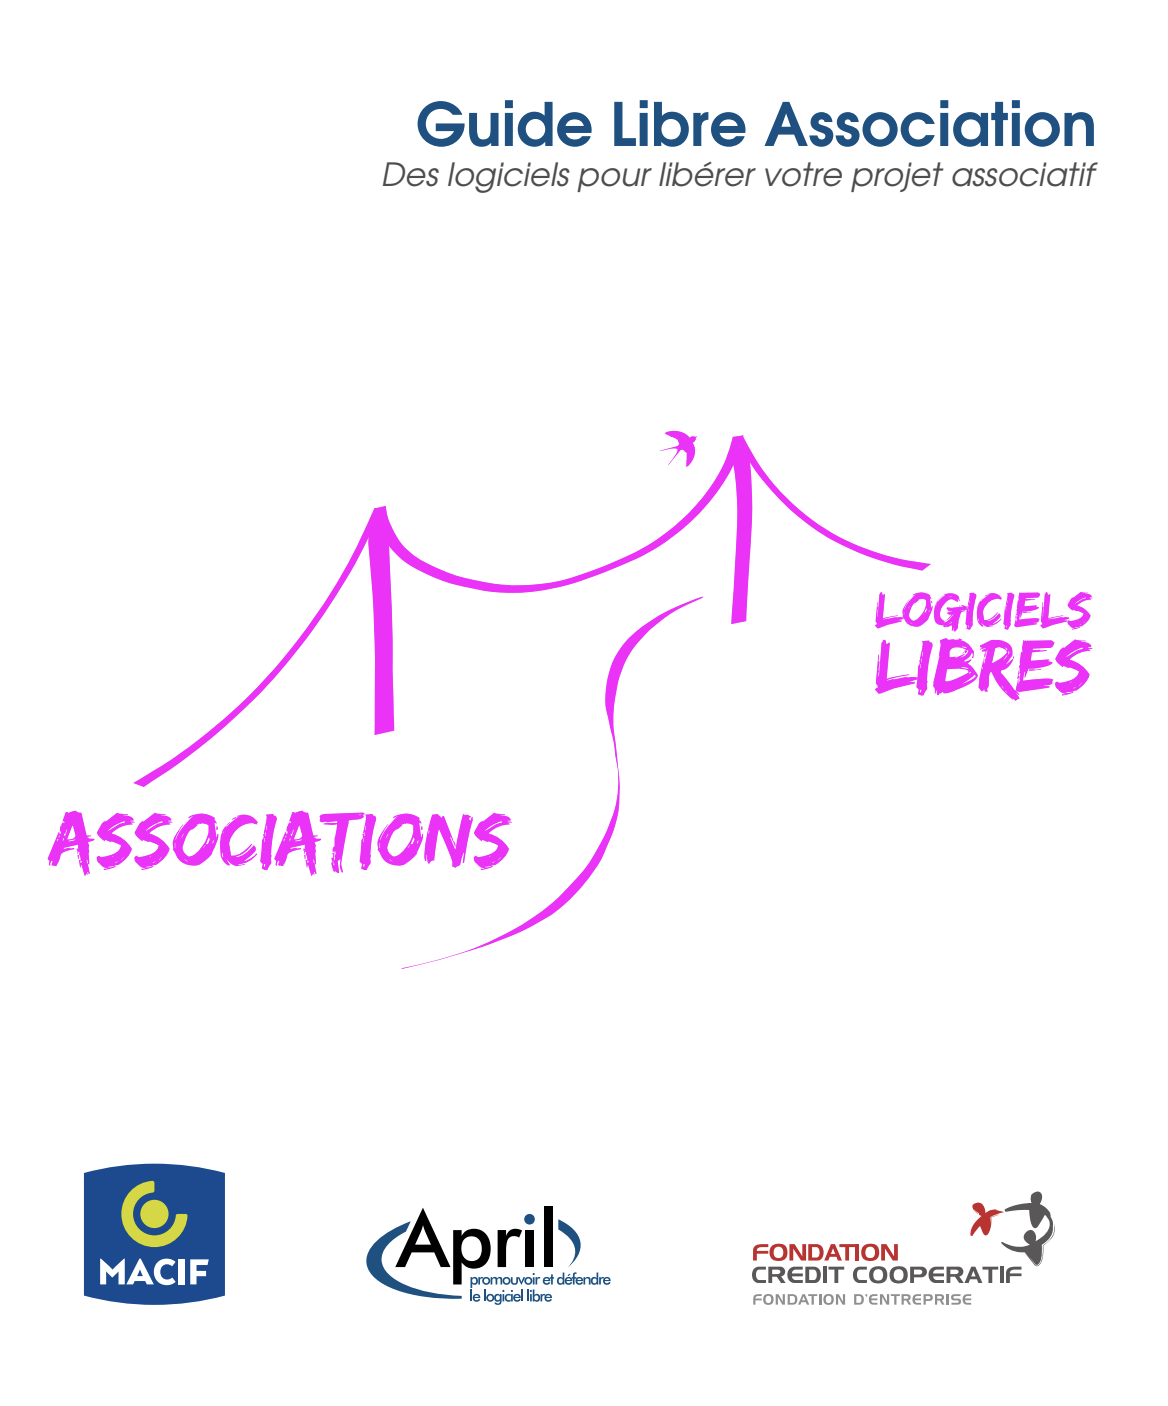 Guide Libre Association
Des logiciels pour libérer votre projet associatif
LOGICIELS
LIBRES
ASSOCIATIONS
MACIF
April
promouvoir et défendre
le logiciel libre
FONDATION
CREDIT COOPERATIF
FONDATION D'ENTREPRISE